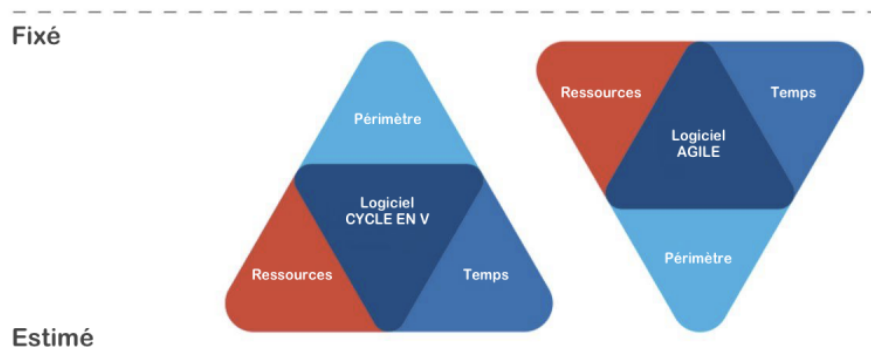 Fixé
Périmètre
Logiciel
CYCLE EN V
Ressources
Temps
Ressources
Temps
Logiciel
AGILE
Périmètre
Estimé